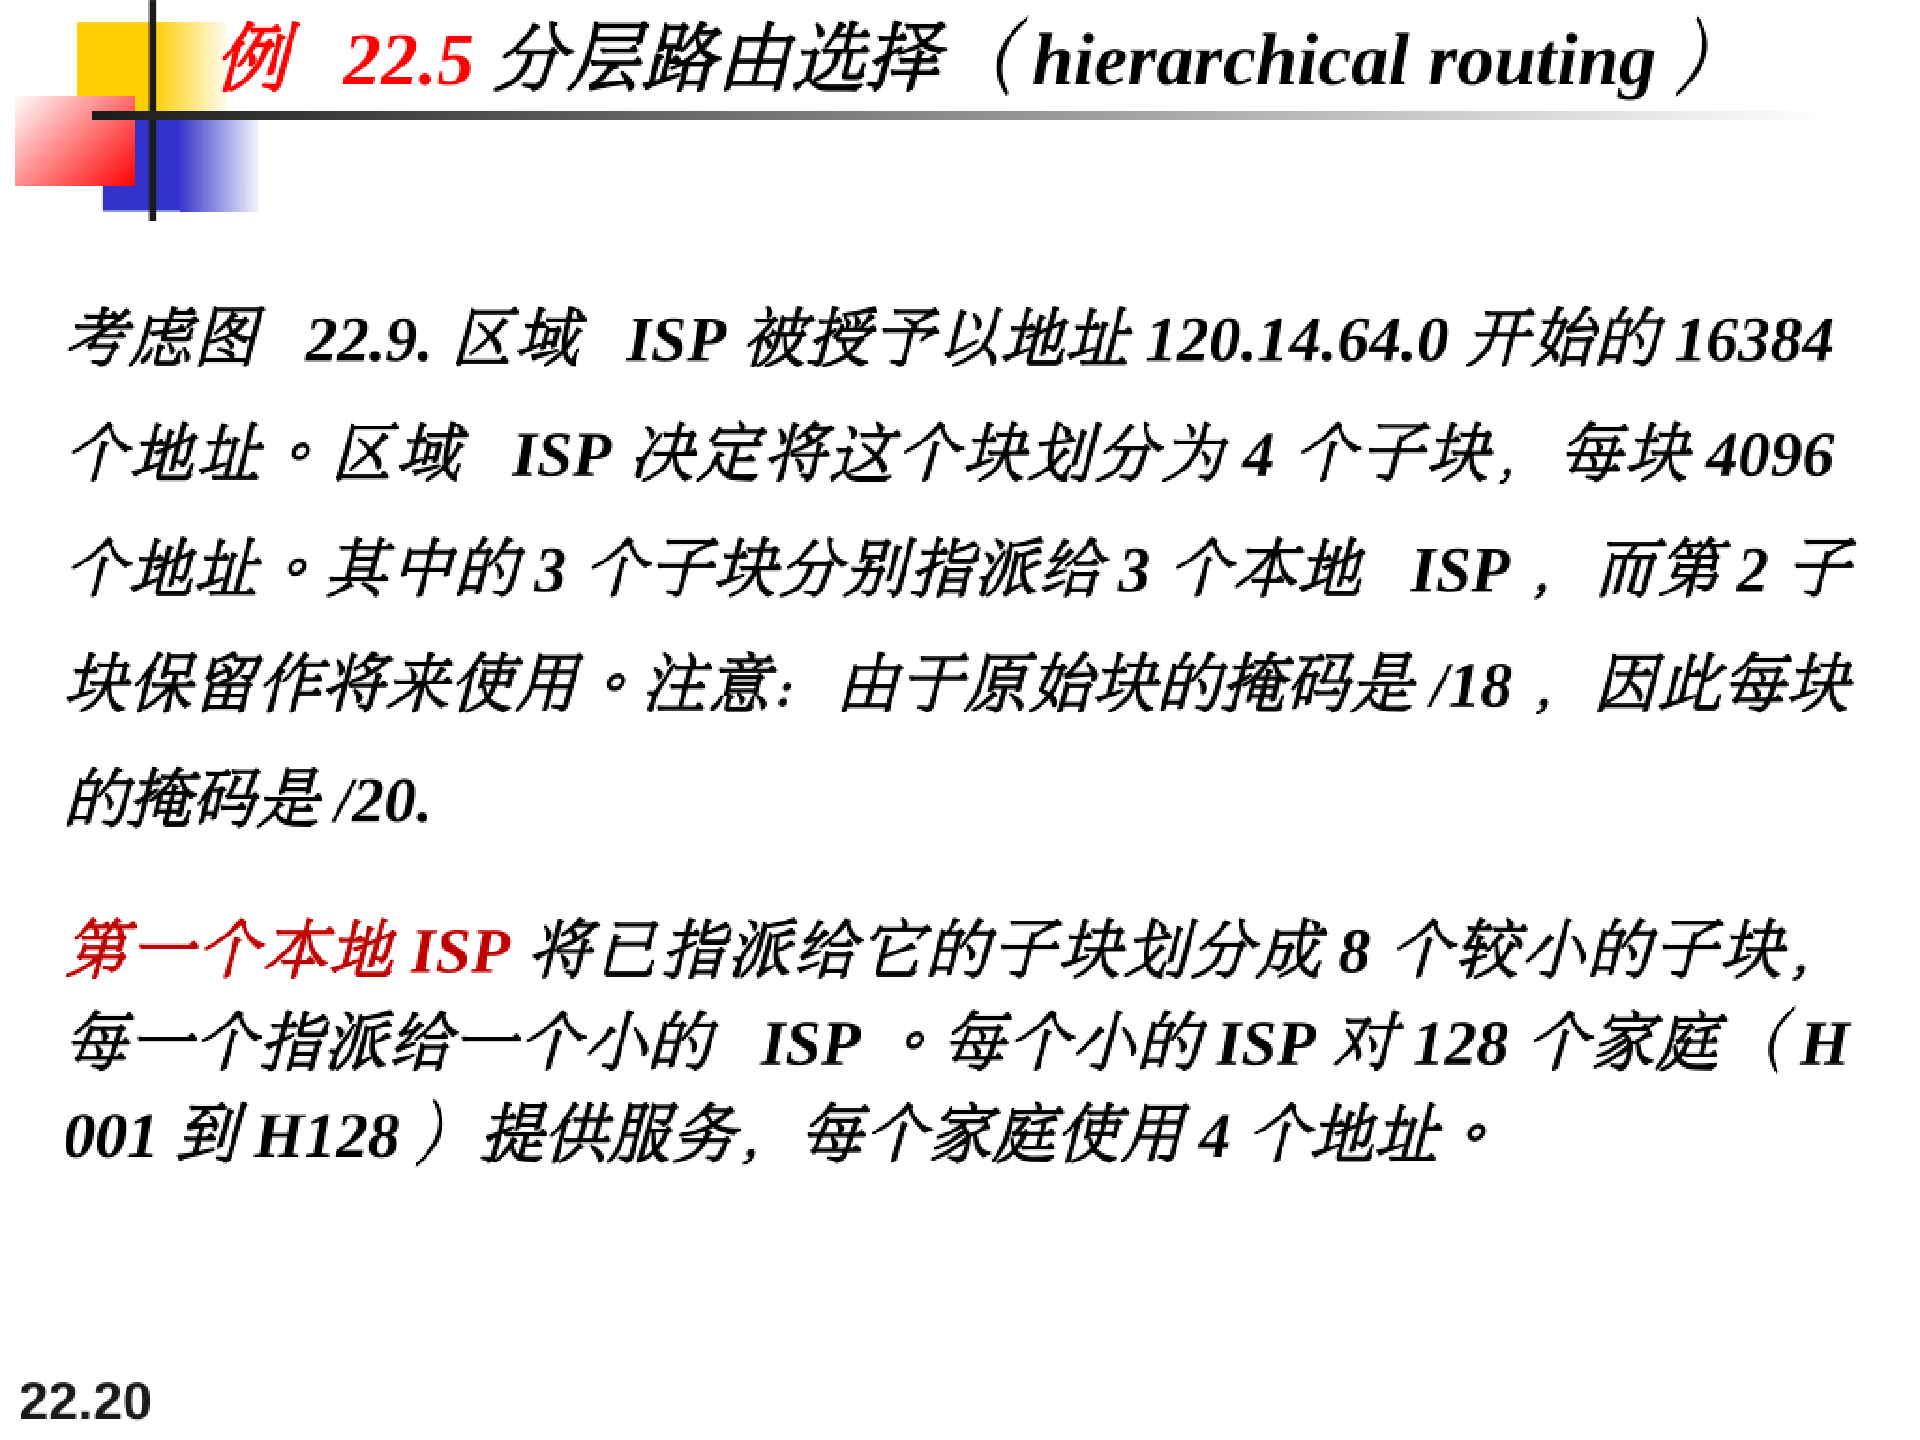 例 22.5 分层路由选择（hierarchical routing）
考虑图 22.9. 区域 ISP 被授予以地址 120.14.64.0 开始的 16384
个地址。区域 ISP 决定将这个块划分为 4 个子块，每块 4096
个地址。其中的 3 个子块分别指派给 3 个本地 ISP，而第 2 子
块保留作将来使用。注意：由于原始块的掩码是 /18，因此每块
的掩码是 /20.
第一个本地 ISP 将已指派给它的子块划分成 8 个较小的子块，
每一个指派给一个小的 ISP。每个小的 ISP 对 128 个家庭（H
001 到 H128）提供服务，每个家庭使用 4 个地址。
22.20